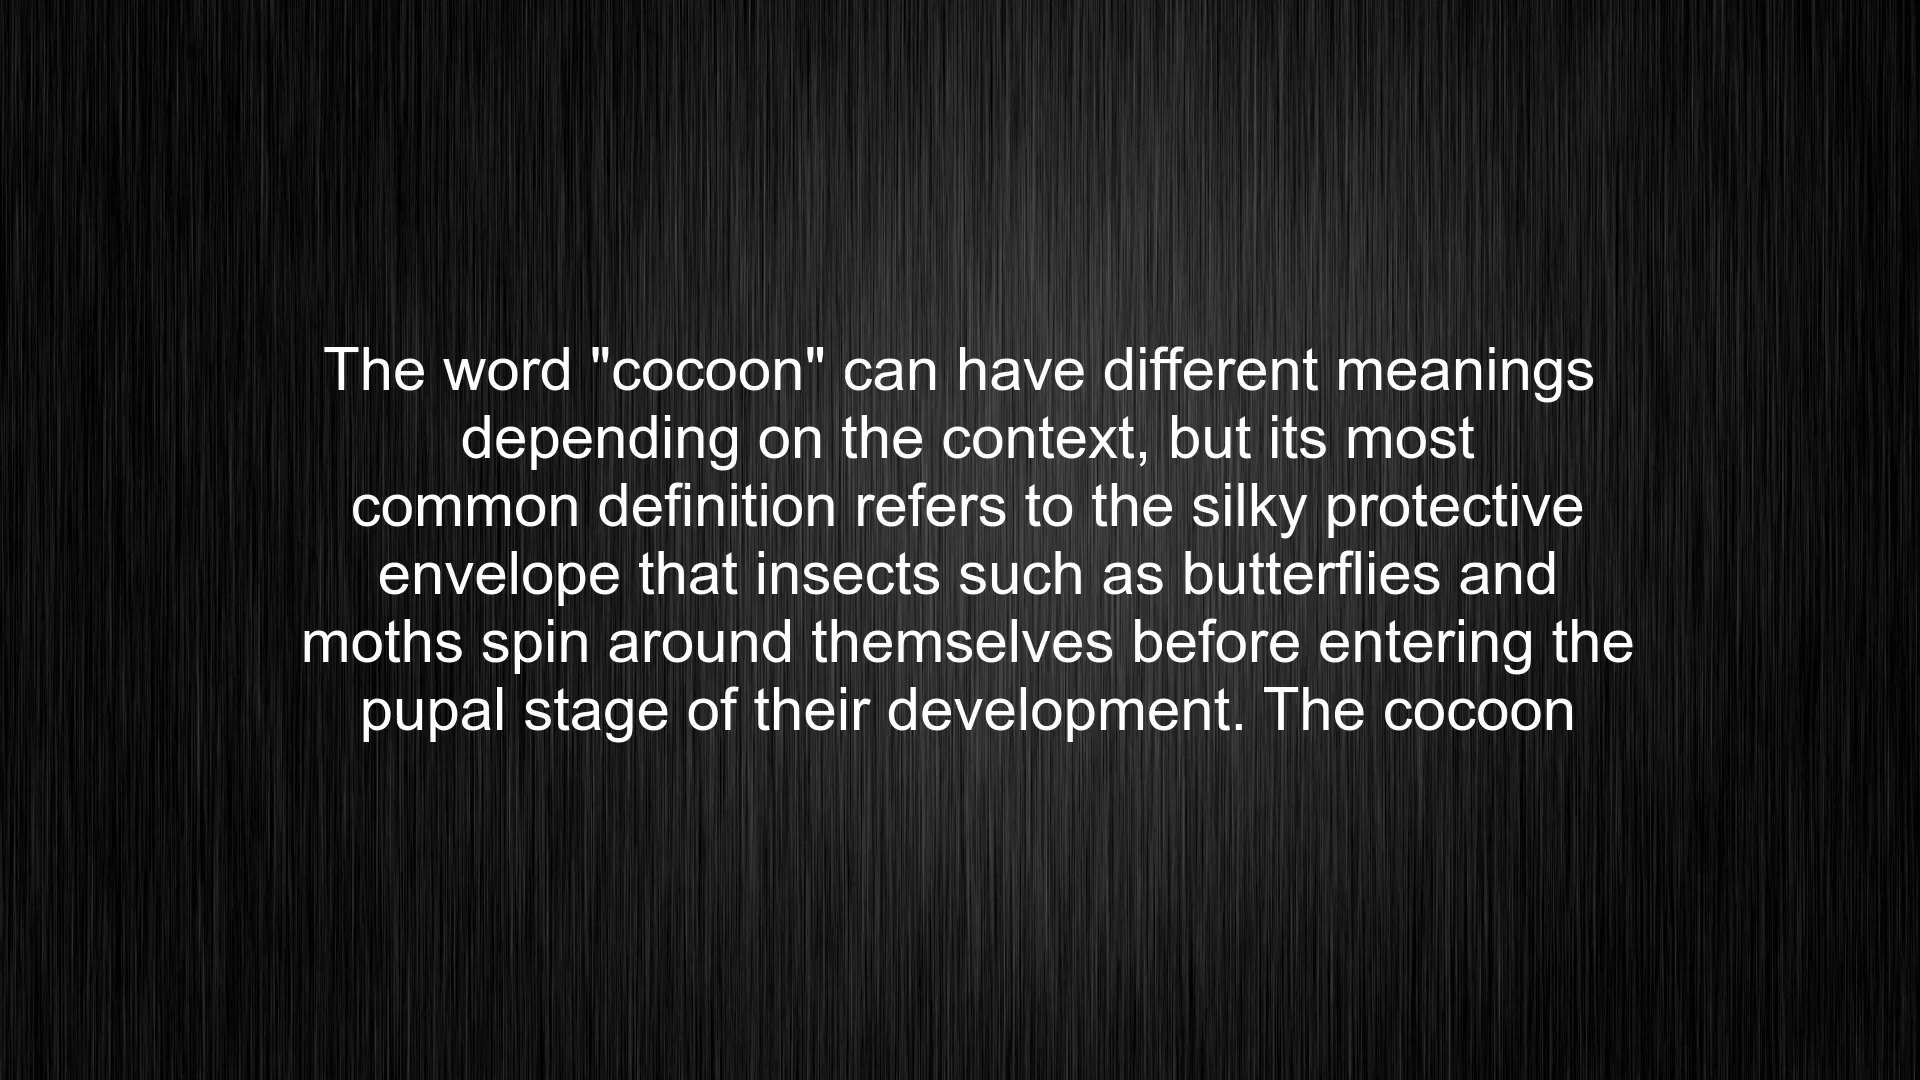 The word "cocoon" can have different meanings
depending on the context, but its most
common definition refers to the silky protective
envelope that insects such as butterflies and
moths spin around themselves before entering the
pupal stage of their development. The cocoon